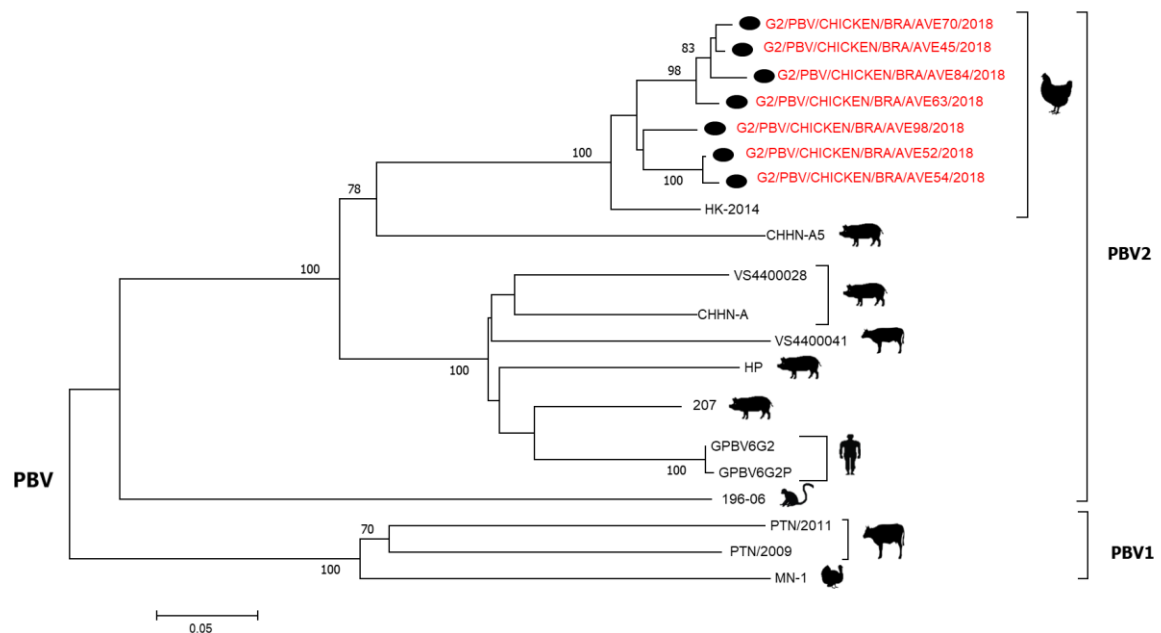 G2/PBV/CHICKEN/BRA/AVE70/2018
83
G2/PBV/CHICKEN/BRA/AVE45/2018
98
G2/PBV/CHICKEN/BRA/AVE84/2018
G2/PBV/CHICKEN/BRA/AVE63/2018
G2/PBV/CHICKEN/BRA/AVE98/2018
100
G2/PBV/CHICKEN/BRA/AVE52/2018
100
G2/PBV/CHICKEN/BRA/AVE54/2018
78
HK-2014
CHHN-A5
PBV2
100
VS4400028
CHHN-A
VS4400041
100
HP
207
GPBV6G2
100
GPBV6G2P
PBV
196-06
PTN/2011
70
PTN/2009
PBV1
100
MN-1
0.05